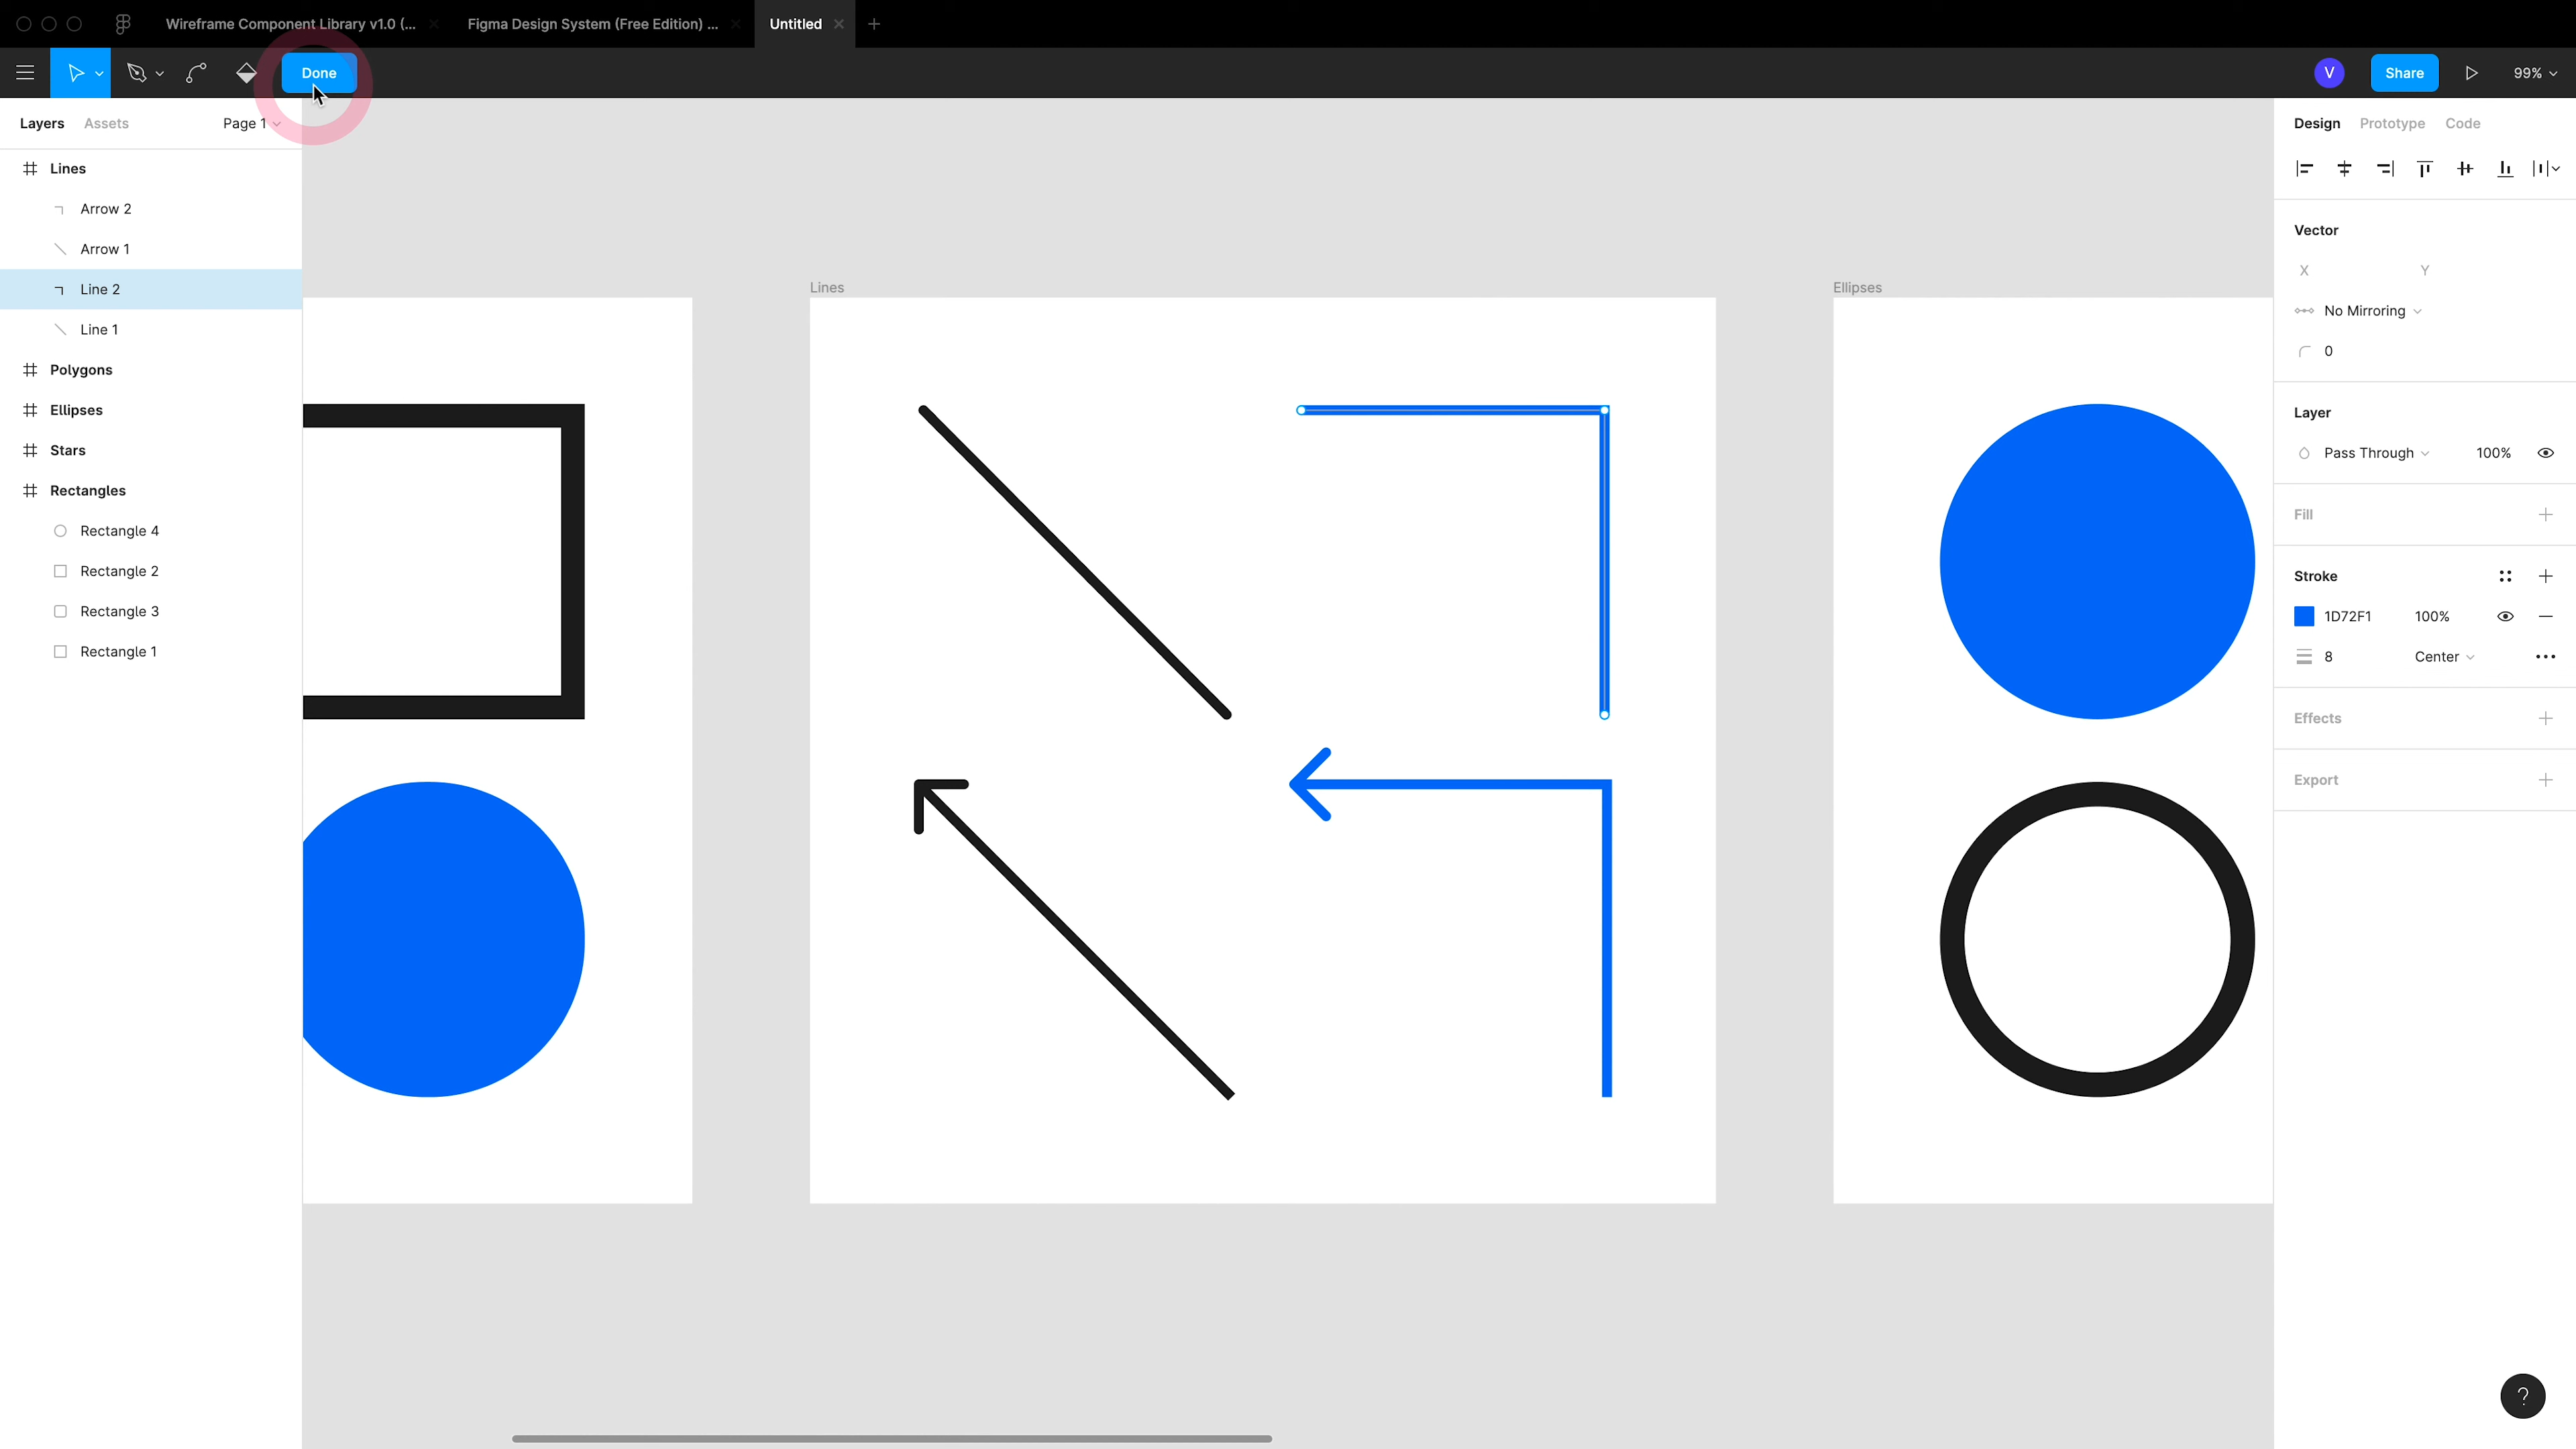 Wireframe Component Library v1.0 (...
Figma Design System (Free Edition) ...
Untitled
Done
V
Share
99%
Layers
Assets
Page 1
Lines
Arrow 2
Arrow 1
Line 2
Line 1
Polygons
Ellipses
Stars
Rectangles
Rectangle 4
Rectangle 2
Rectangle 3
Rectangle 1
Lines
Ellipses
Design
Prototype
Code
Vector
X
Y
No Mirroring
0
Layer
Pass Through
100%
Fill
Stroke
1D72F1
100%
8
Center
Effects
Export
?